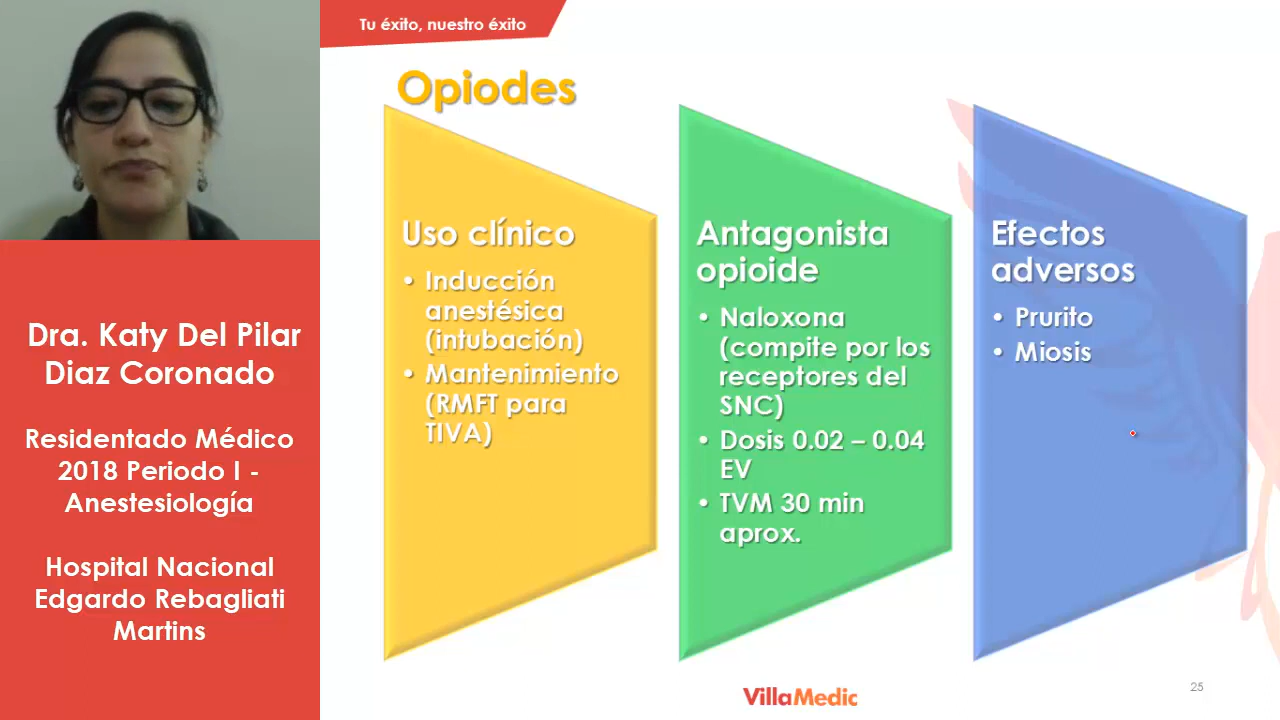 Tu éxito, nuestro éxito
Opiodes
Uso clínico
• Inducción
anestésica
(intubación)
• Mantenimiento
(RMFT para
TIVA)
Antagonista
opioide
• Naloxona
(compite por los
receptores del
SNC)
• Dosis 0.02 – 0.04
EV
• TVM 30 min
aprox.
Efectos
adversos
• Prurito
• Miosis
Dra. Katy Del Pilar
Diaz Coronado
Residentado Médico
2018 Periodo I -
Anestesiología
Hospital Nacional
Edgardo Rebagliati
Martins
VillaMedic
25